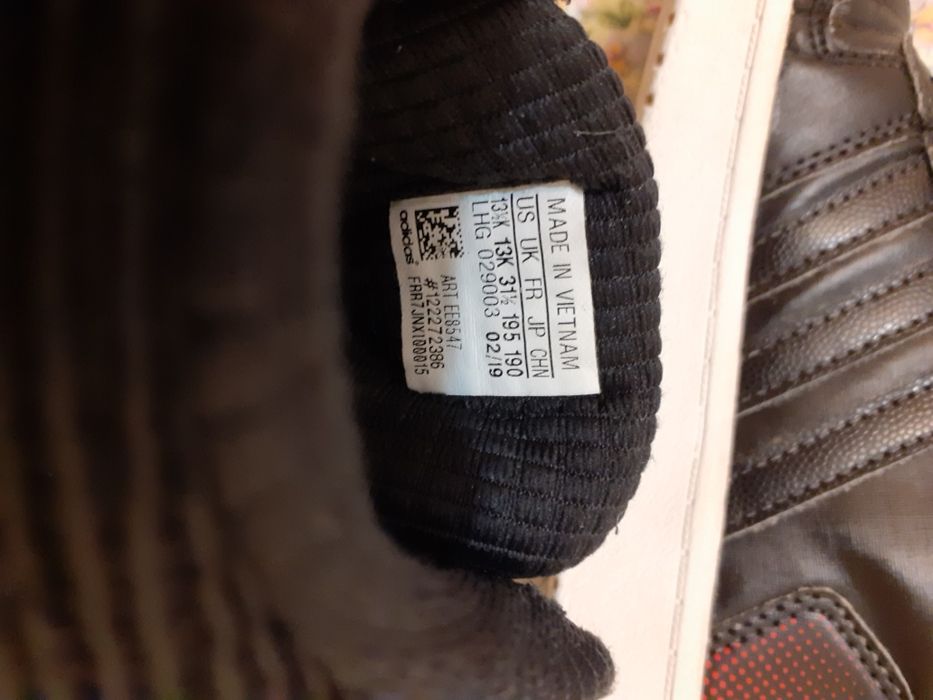 MADE IN VIETNAM
US UK FR JP CHN
13½K 13K 31½ 195 190
LHG 029003 02/19
ART EE8547
#122272386
FRR7JNX100015
adidas